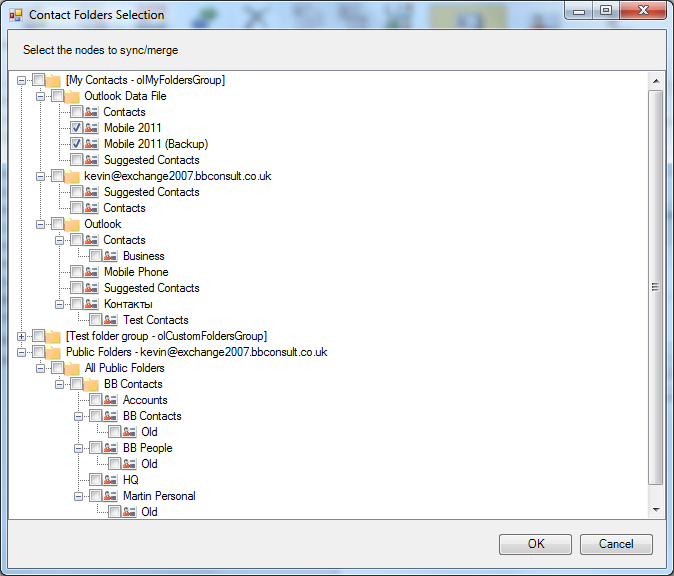 Contact Folders Selection
Select the nodes to sync/merge
[My Contacts - olMyFoldersGroup]
Outlook Data File
Contacts
Mobile 2011
Mobile 2011 (Backup)
Suggested Contacts
kevin@exchange2007.bbconsult.co.uk
Suggested Contacts
Contacts
Outlook
Contacts
Business
Mobile Phone
Suggested Contacts
Контакты
Test Contacts
[Test folder group - olCustomFoldersGroup]
Public Folders - kevin@exchange2007.bbconsult.co.uk
All Public Folders
BB Contacts
Accounts
BB Contacts
Old
BB People
Old
HQ
Martin Personal
Old
OK Cancel